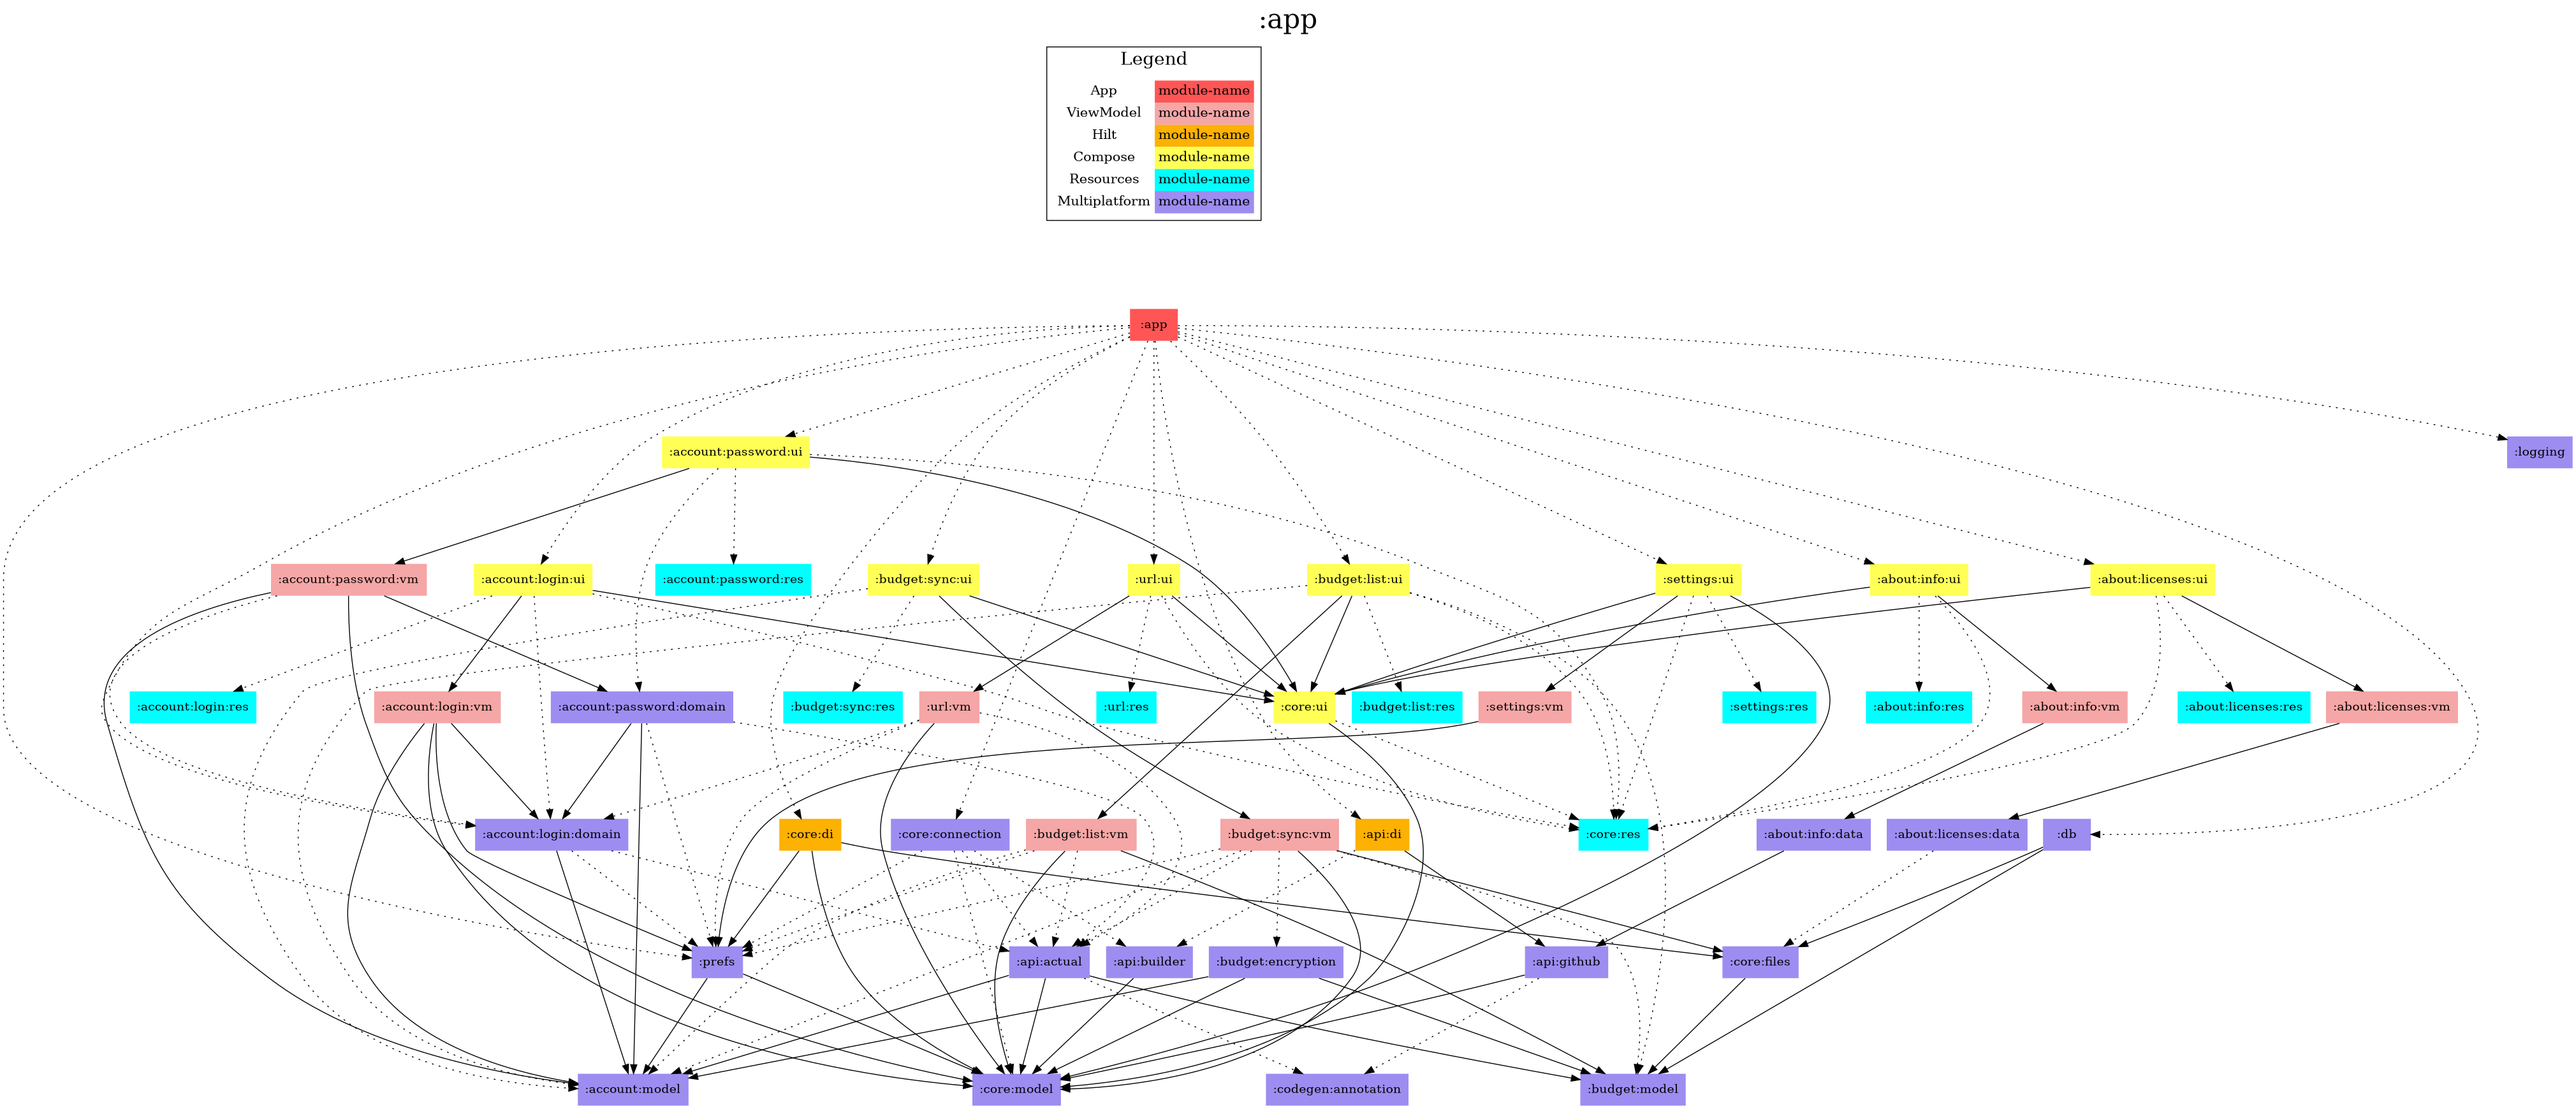 :app
Legend
App module-name
ViewModel module-name
Hilt module-name
Compose module-name
Resources module-name
Multiplatform module-name
:app
:account:password:ui :logging
:account:password:vm :account:login:ui :account:password:res :budget:sync:ui :url:ui :budget:list:ui :settings:ui :about:info:ui :about:licenses:ui
:account:login:res :account:login:vm :account:password:domain :budget:sync:res :url:vm :url:res :core:ui :budget:list:res :settings:vm :settings:res :about:info:res :about:info:vm :about:licenses:res :about:licenses:vm
:account:login:domain :core:di :core:connection :budget:list:vm :budget:sync:vm :api:di :core:res :about:info:data :about:licenses:data :db
:prefs :api:actual :api:builder :budget:encryption :api:github :core:files
:account:model :core:model :codegen:annotation :budget:model